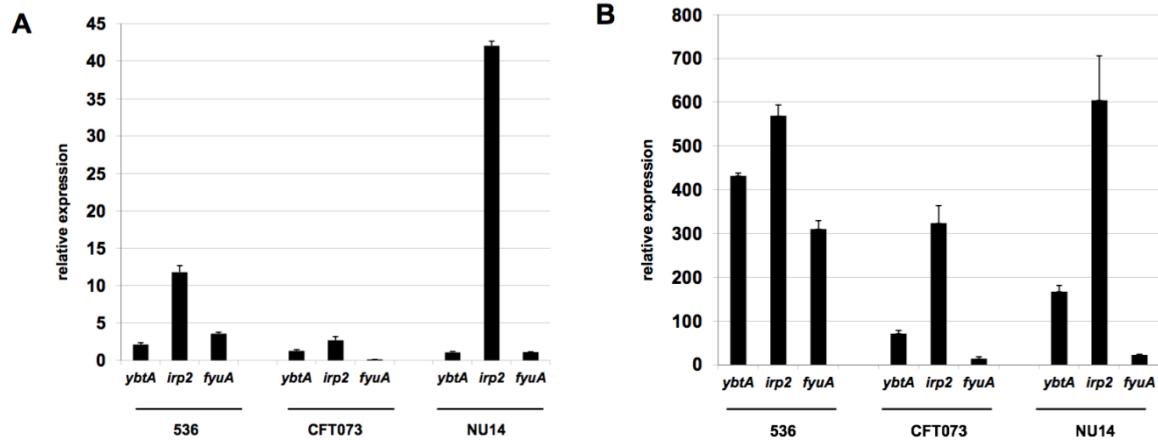 A
relative expression
45
40
35
30
25
20
15
10
5
0
ybtA irp2 fyuA ybtA irp2 fyuA ybtA irp2 fyuA
536 CFT073 NU14
B
relative expression
800
700
600
500
400
300
200
100
0
ybtA irp2 fyuA ybtA irp2 fyuA ybtA irp2 fyuA
536 CFT073 NU14